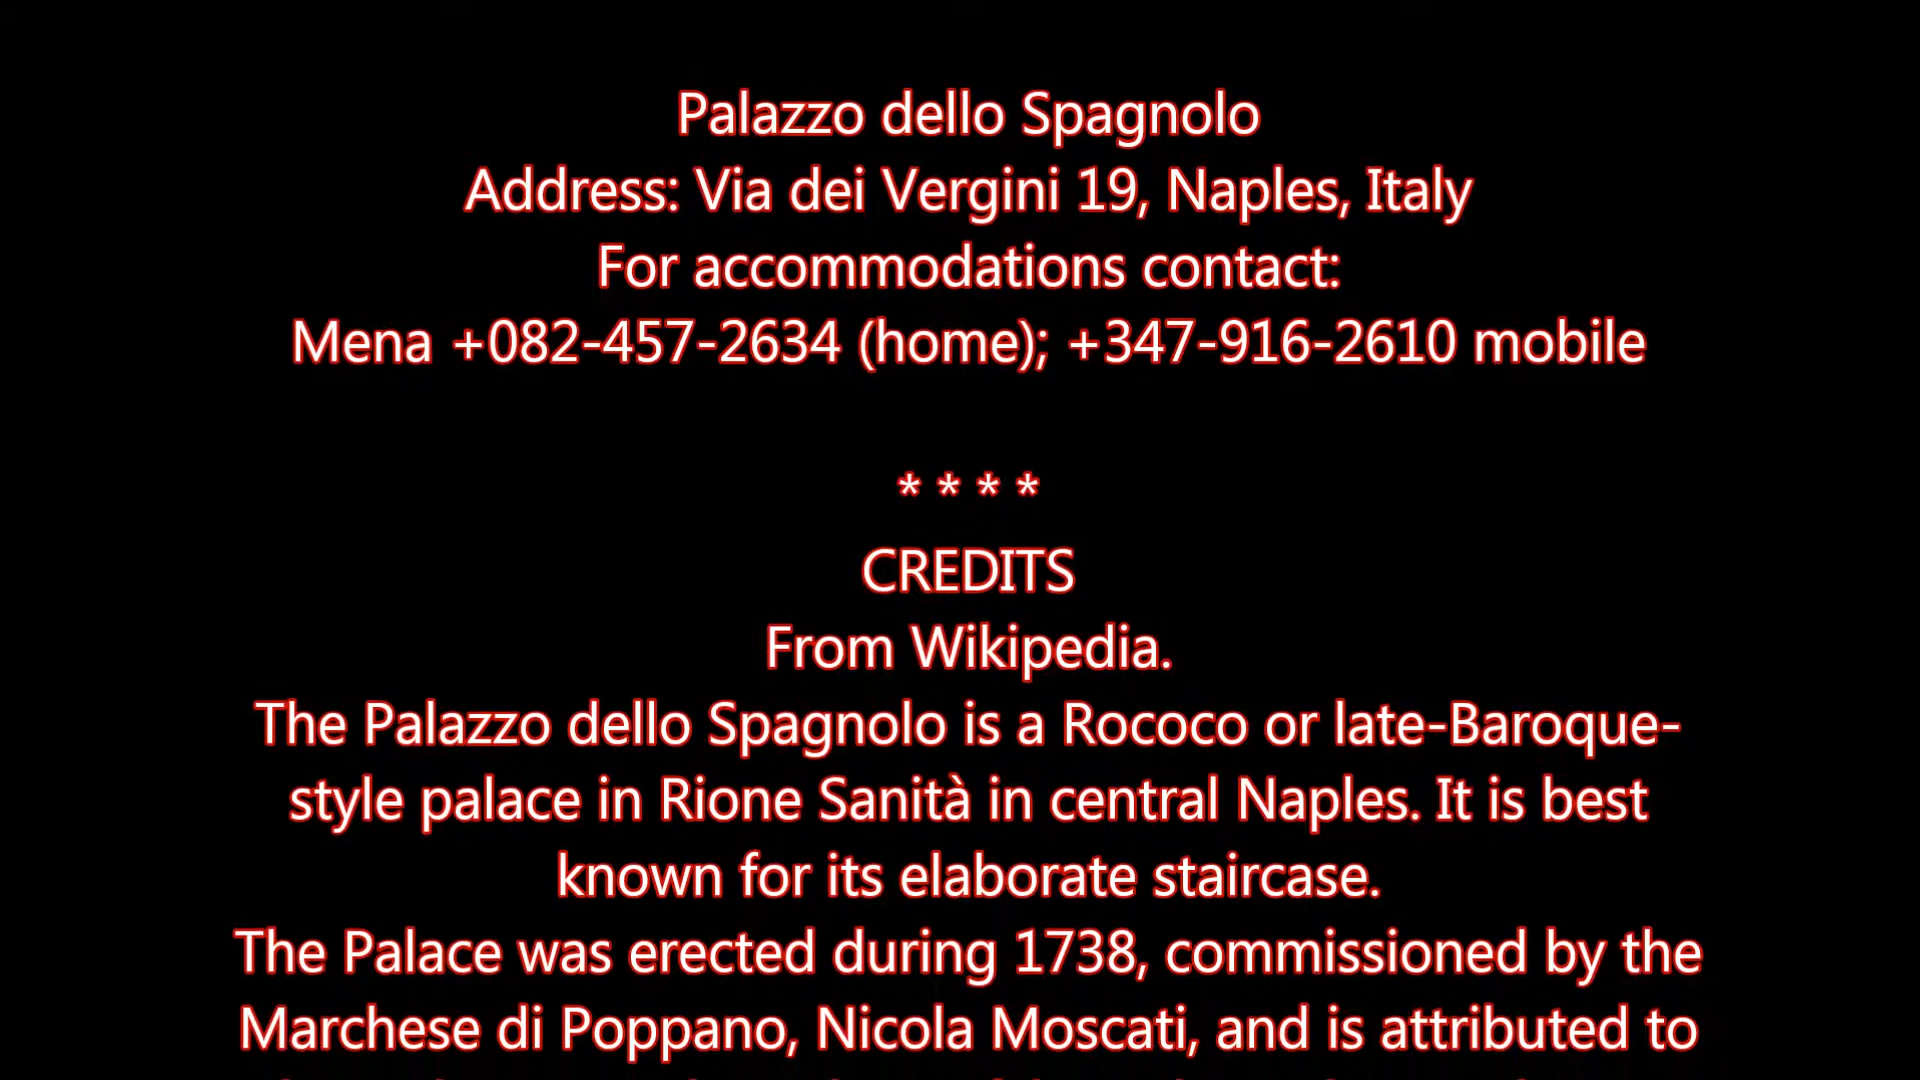 Palazzo dello Spagnolo
Address: Via dei Vergini 19, Naples, Italy
For accommodations contact:
Mena +082-457-2634 (home); +347-916-2610 mobile
* * * *
CREDITS
From Wikipedia.
The Palazzo dello Spagnolo is a Rococo or late-Baroque-
style palace in Rione Sanità in central Naples. It is best
known for its elaborate staircase.
The Palace was erected during 1738, commissioned by the
Marchese di Poppano, Nicola Moscati, and is attributed to